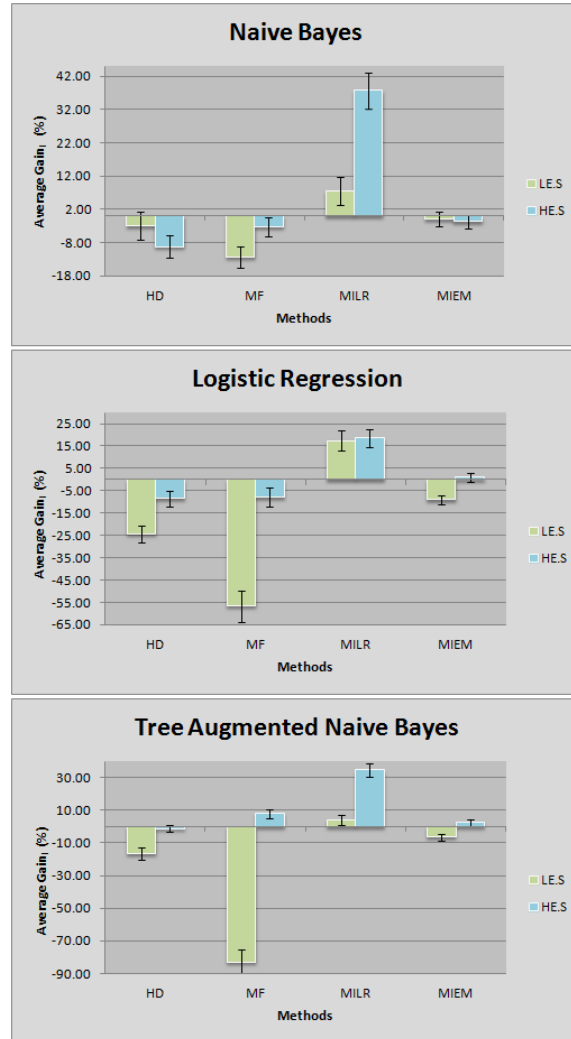 Naive Bayes
42.00
32.00
22.00
12.00
2.00
-8.00
-18.00
Average Gain| (%)
HD MF MILR MIEM
Methods
LE.S
HE.S
Logistic Regression
25.00
15.00
5.00
-5.00
-15.00
-25.00
-35.00
-45.00
-55.00
-65.00
Average Gain| (%)
HD MF MILR MIEM
Methods
LE.S
HE.S
Tree Augmented Naive Bayes
30.00
10.00
-10.00
-30.00
-50.00
-70.00
-90.00
Average Gain| (%)
HD MF MILR MIEM
Methods
LE.S
HE.S